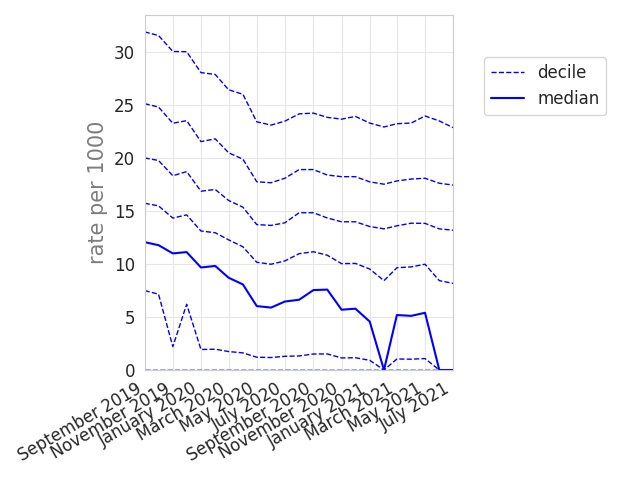 30
25
20
15
10
5
0
rate per 1000
September 2019
November 2019
January 2020
March 2020
May 2020
July 2020
September 2020
November 2020
January 2021
March 2021
May 2021
July 2021
decile
median